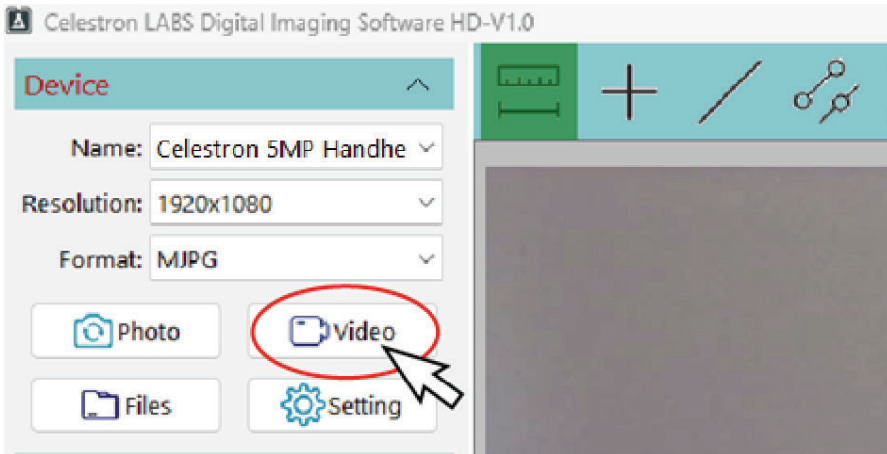 Celestron LABS Digital Imaging Software HD-V1.0
Device
Name: Celestron 5MP Handhe
Resolution: 1920x1080
Format: MJPG
Photo
Video
Files
Setting